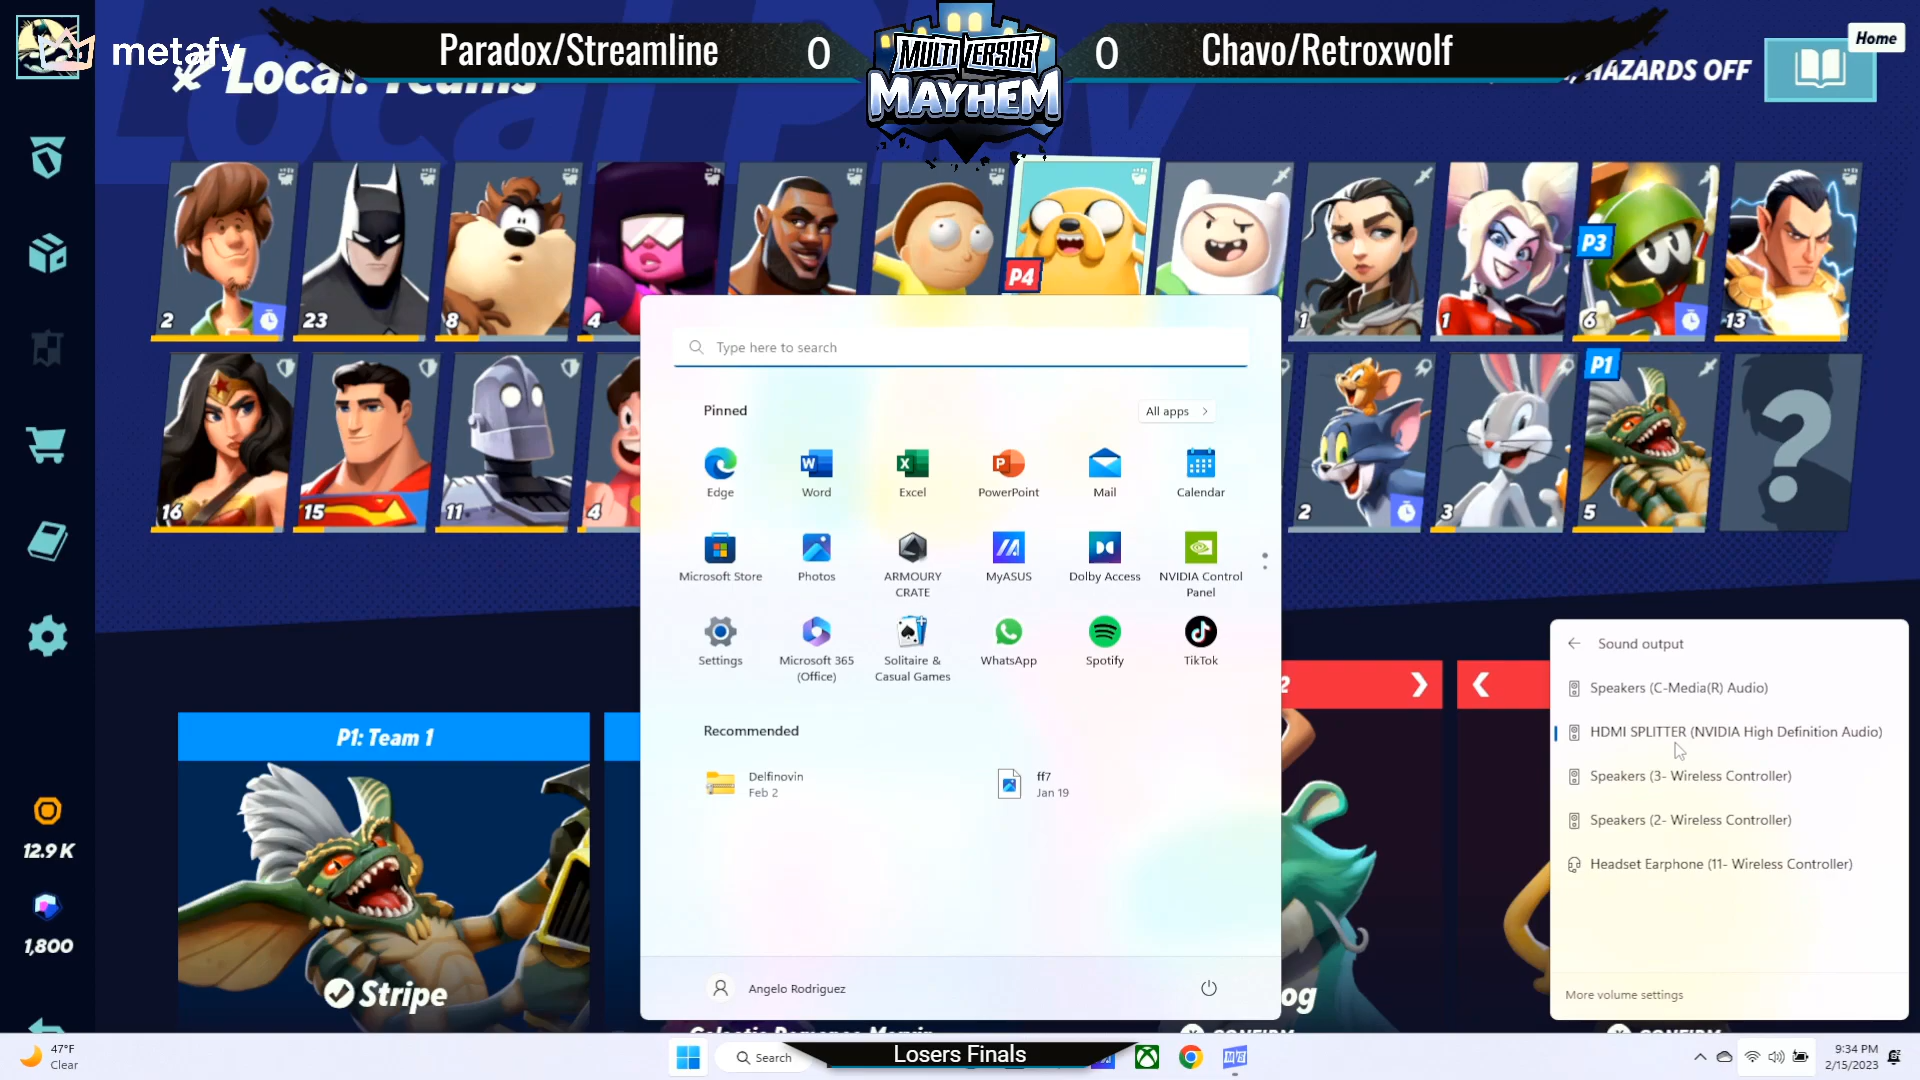 metafy
Paradox/Streamline
0
MULTIVERSUS
MAYHEM
0
Chavo/Retroxwolf
Home
Local: Teams
HAZARDS OFF
P4
P3
2
23
8
4
1
1
6
13
P1
16
15
11
4
2
3
5
?
Type here to search
Pinned
All apps
Edge
Word
Excel
PowerPoint
Mail
Calendar
Microsoft Store
Photos
ARMOURY
CRATE
MyASUS
Dolby Access
NVIDIA Control
Panel
Settings
Microsoft 365
(Office)
Solitaire &
Casual Games
WhatsApp
Spotify
TikTok
Recommended
Delfinovin
Feb 2
ff7
Jan 19
Angelo Rodriguez
Sound output
Speakers (C-Media(R) Audio)
HDMI SPLITTER (NVIDIA High Definition Audio)
Speakers (3- Wireless Controller)
Speakers (2- Wireless Controller)
Headset Earphone (11- Wireless Controller)
More volume settings
P1: Team 1
2
Stripe
og
12.9 K
1,800
CONFIRM
CONFIRM
47°F
Clear
Search
Losers Finals
9:34 PM
2/15/2023